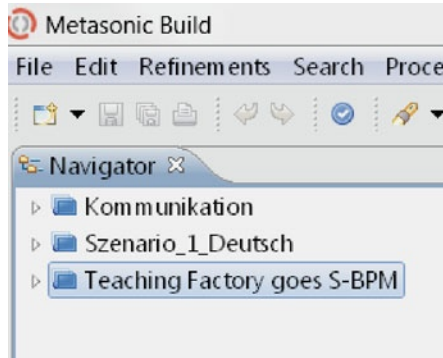 Metasonic Build
File Edit Refinements Search Proce
Navigator
Kommunikation
Szenario_1_Deutsch
Teaching Factory goes S-BPM